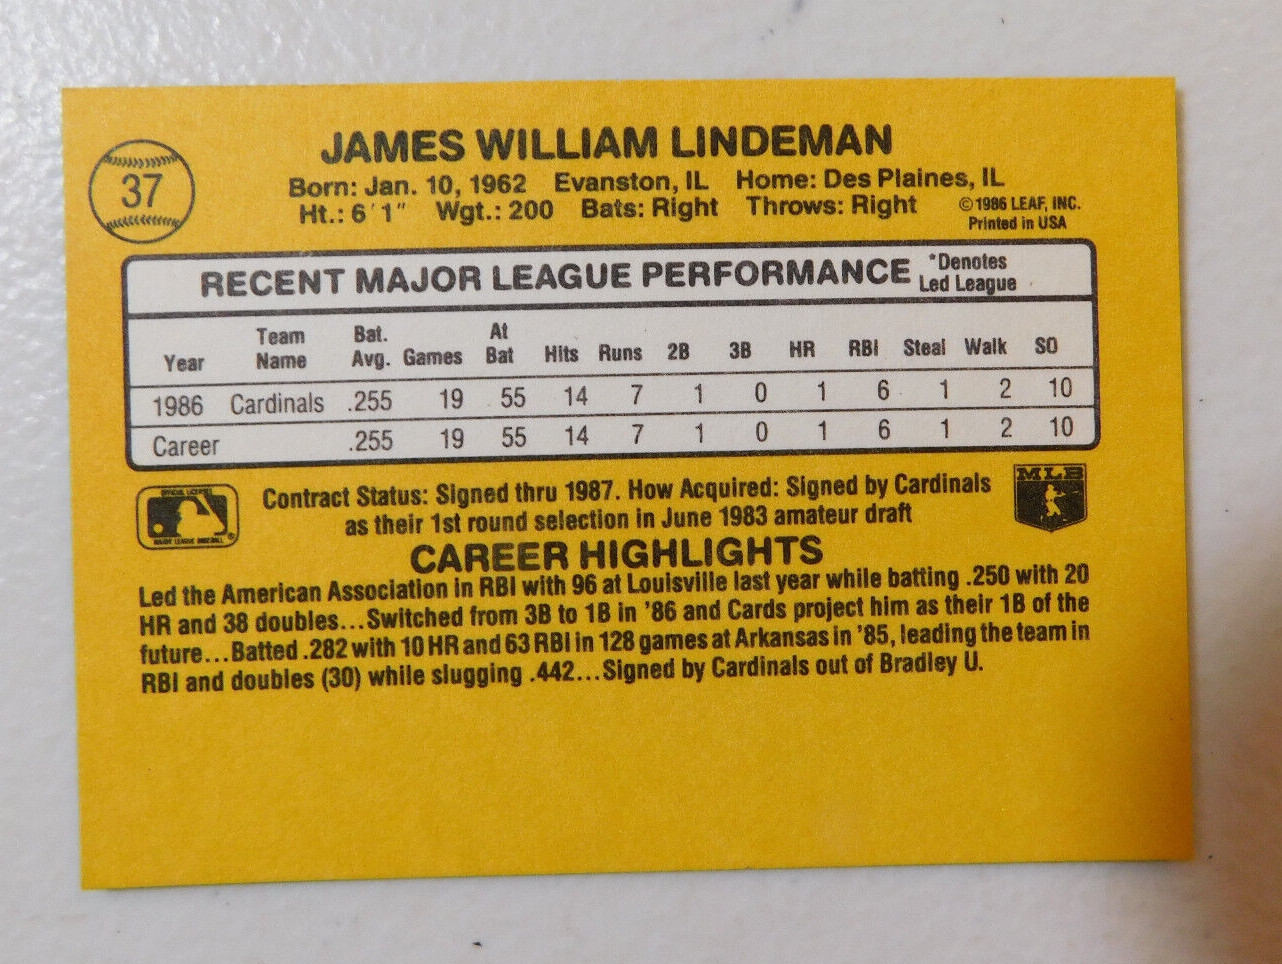 37
JAMES WILLIAM LINDEMAN
Born: Jan. 10, 1962 Evanston, IL Home: Des Plaines, IL
Ht.: 6'1" Wgt.: 200 Bats: Right Throws: Right
©1986 LEAF, INC.
Printed in USA
RECENT MAJOR LEAGUE PERFORMANCE
*Denotes
Led League
Year Team Name Bat. Avg. Games At Bat Hits Runs 2B 3B HR RBI Steal Walk SO
1986 Cardinals .255 19 55 14 7 1 0 1 6 1 2 10
Career .255 19 55 14 7 1 0 1 6 1 2 10
Contract Status: Signed thru 1987. How Acquired: Signed by Cardinals
as their 1st round selection in June 1983 amateur draft
MLB
CAREER HIGHLIGHTS
Led the American Association in RBI with 96 at Louisville last year while batting .250 with 20
HR and 38 doubles...Switched from 3B to 1B in '86 and Cards project him as their 1B of the
future...Batted .282 with 10 HR and 63 RBI in 128 games at Arkansas in '85, leading the team in
RBI and doubles (30) while slugging .442...Signed by Cardinals out of Bradley U.